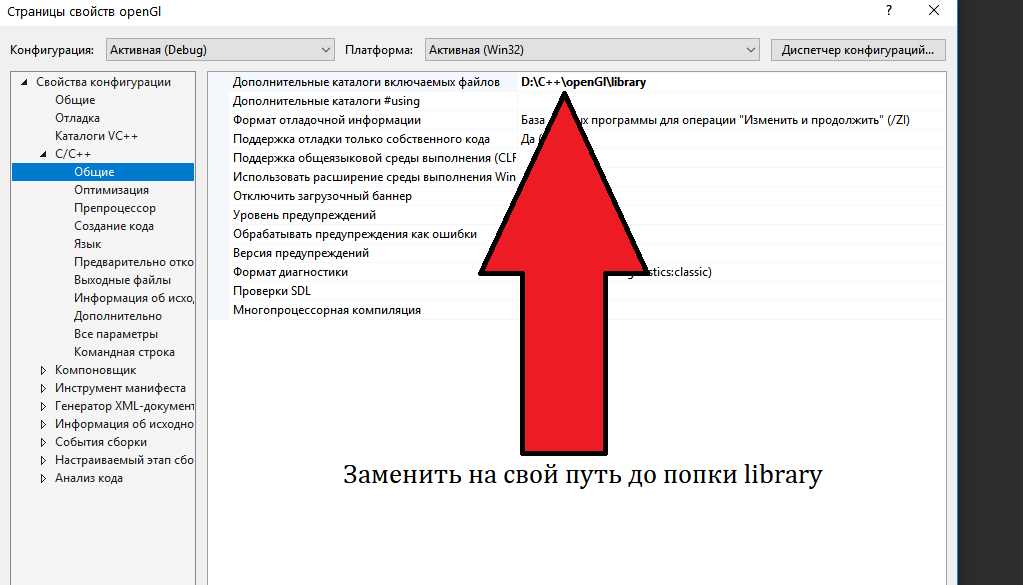 Страницы свойств openGl
?
Конфигурация: Активная (Debug) Платформа: Активная (Win32) Диспетчер конфигураций...
Свойства конфигурации
Общие
Отладка
Каталоги VC++
C/C++
Общие
Оптимизация
Препроцессор
Создание кода
Язык
Предварительно отко
Выходные файлы
Информация об исхо
Дополнительно
Все параметры
Командная строка
Компоновщик
Инструмент манифеста
Генератор XML-документ
Информация об исходно
События сборки
Настраиваемый этап сбо
Анализ кода
Дополнительные каталоги включаемых файлов D:\C++\openGl\library
Дополнительные каталоги #using
Формат отладочной информации База х программы для операции "Изменить и продолжить" (/ZI)
Поддержка отладки только собственного кода Да (
Поддержка общеязыковой среды выполнения (CLR
Использовать расширение среды выполнения Win
Отключить загрузочный баннер
Уровень предупреждений
Обрабатывать предупреждения как ошибки
Версия предупреждений
Формат диагностики stics:classic)
Проверки SDL
Многопроцессорная компиляция
Заменить на свой путь до попки library